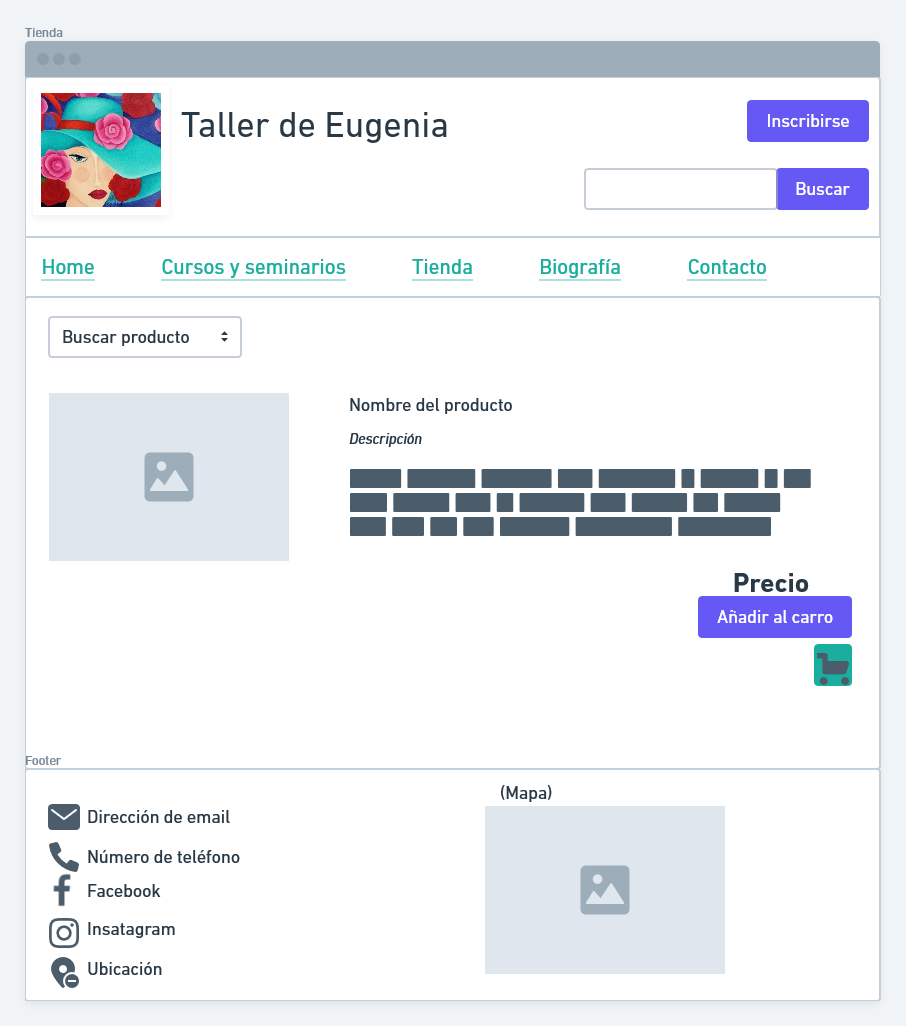 Tienda
Taller de Eugenia
Inscribirse
Buscar
Home Cursos y seminarios Tienda Biografía Contacto
Buscar producto
Nombre del producto
Descripción
Precio
Añadir al carro
Footer
(Mapa)
Dirección de email
Número de teléfono
Facebook
Insatagram
Ubicación